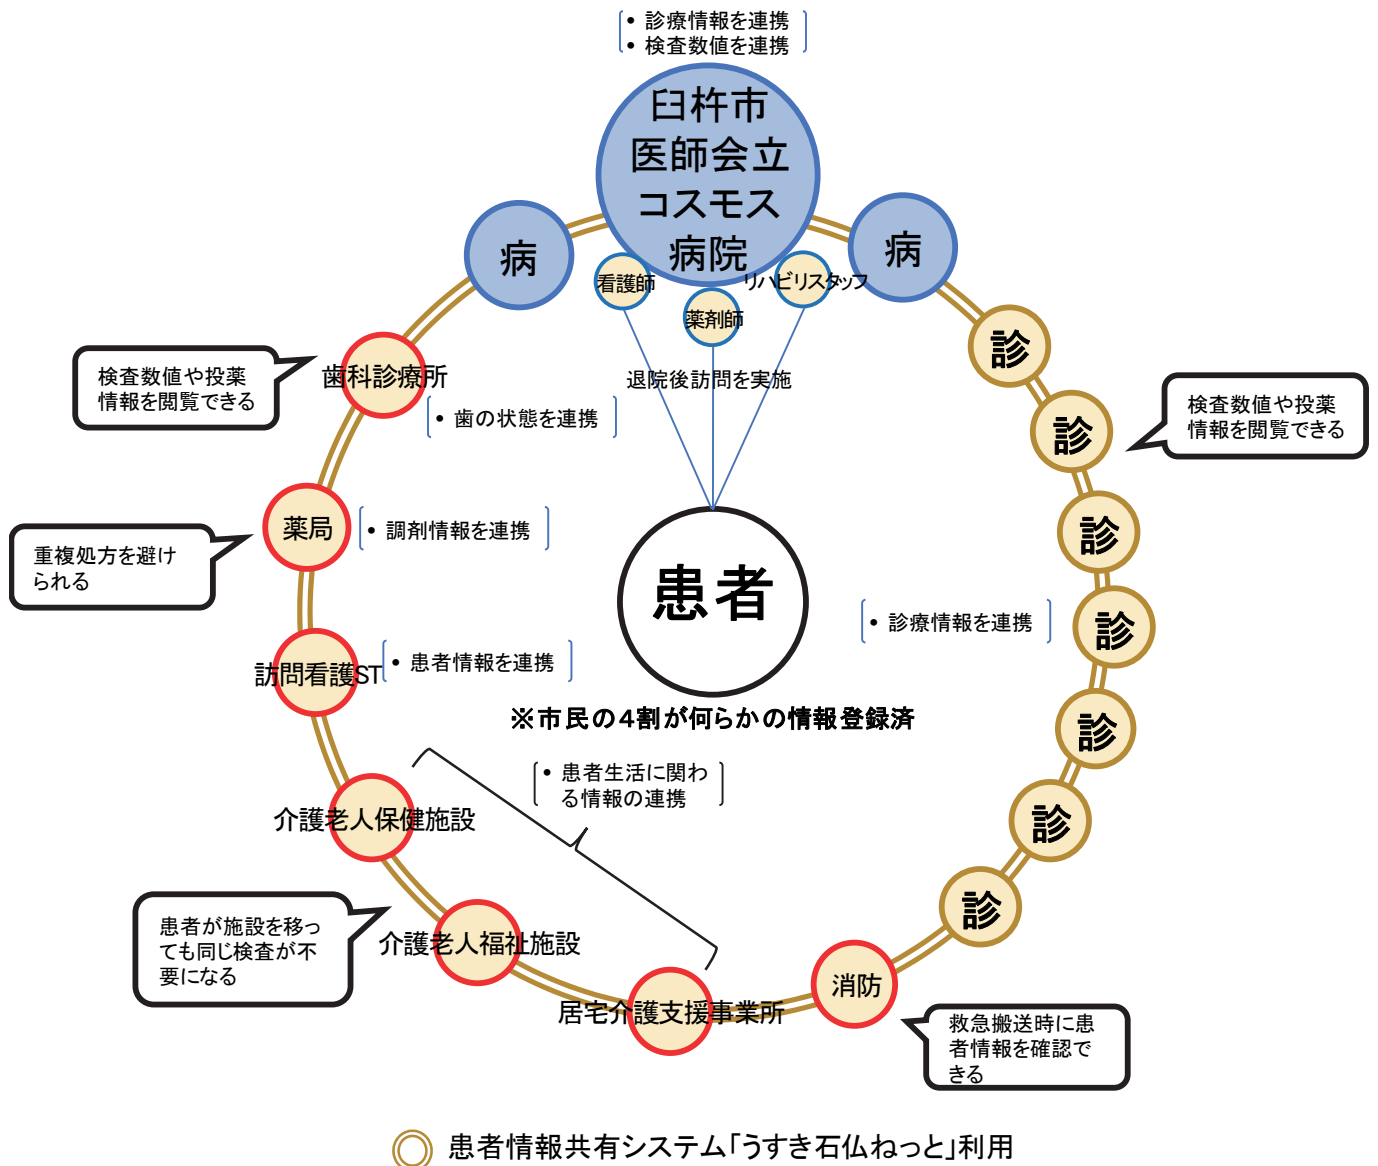 • 診療情報を連携
• 検査数値を連携
臼杵市
医師会立
コスモス
病院
病
病
看護師
薬剤師
リハビリスタッフ
退院後訪問を実施
診
診
診
診
診
診
診
検査数値や投薬
情報を閲覧できる
歯科診療所
• 歯の状態を連携
検査数値や投薬
情報を閲覧できる
薬局
• 調剤情報を連携
重複処方を避け
られる
患者
• 診療情報を連携
訪問看護ST
• 患者情報を連携
※市民の4割が何らかの情報登録済
• 患者生活に関わ
る情報の連携
介護老人保健施設
患者が施設を移っ
ても同じ検査が不
要になる
介護老人福祉施設
居宅介護支援事業所
消防
救急搬送時に患
者情報を確認で
きる
患者情報共有システム「うすき石仏ねっと」利用